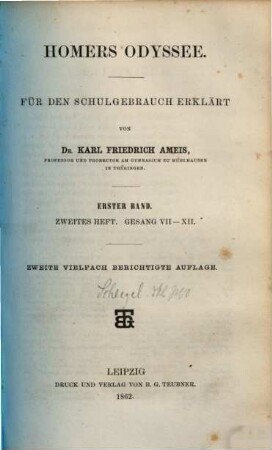 HOMERS ODYSSEE.
FÜR DEN SCHULGEBRAUCH ERKLÄRT
VON
DR. KARL FRIEDRICH AMEIS,
PROFESSOR UND PRORECTOR AM GYMNASIUM ZU MÜHLHAUSEN
IN THÜRINGEN.
ERSTER BAND.
ZWEITES HEFT. GESANG VII—XII.
ZWEITE VIELFACH BERICHTIGTE AUFLAGE.
LEIPZIG
DRUCK UND VERLAG VON B. G. TEUBNER.
1862.